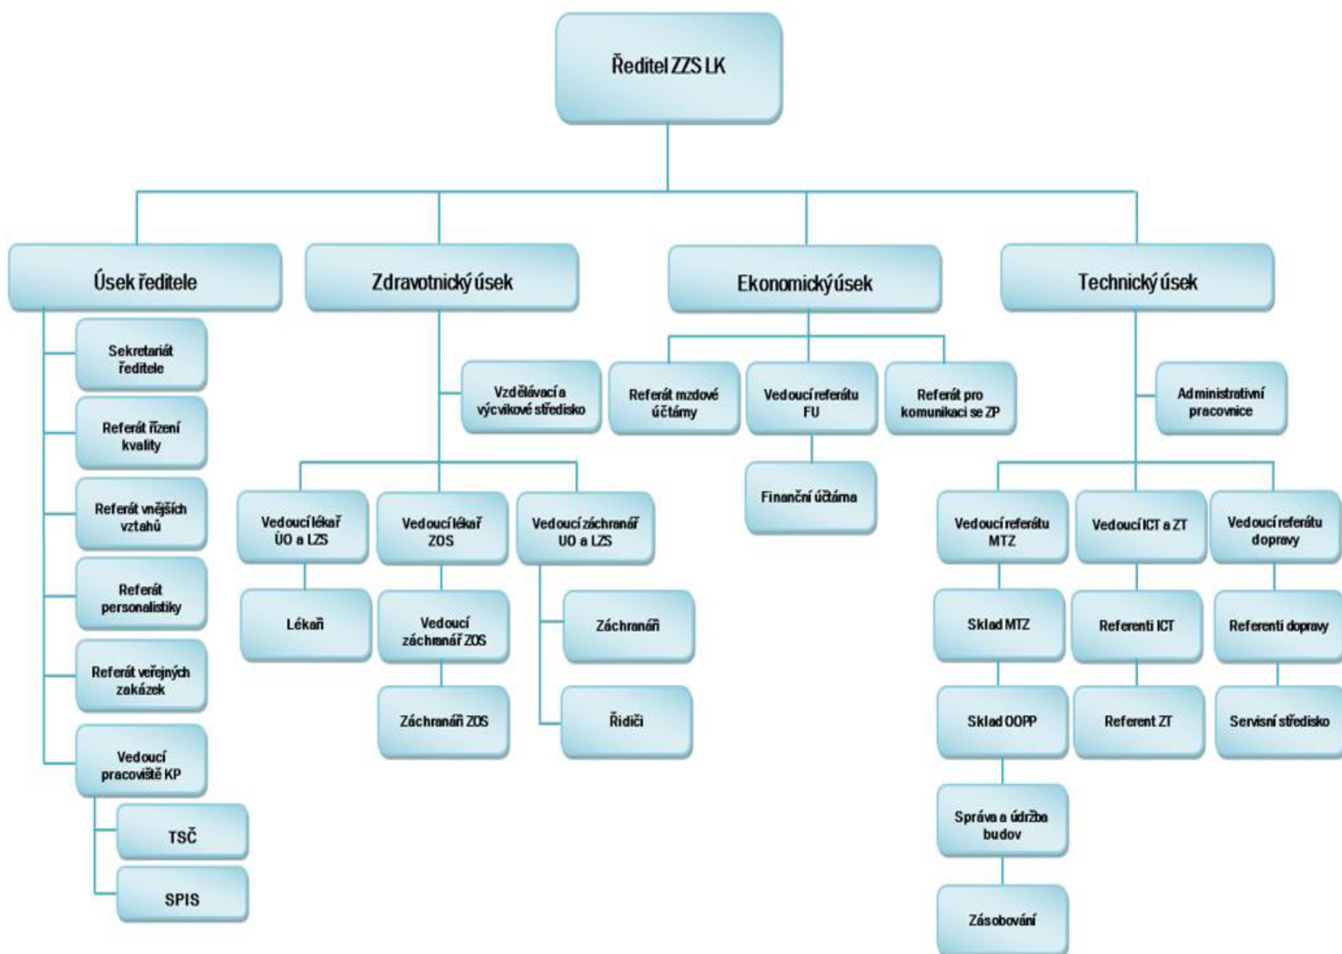 Ředitel ZZS LK
Úsek ředitele
Zdravotnický úsek
Ekonomický úsek
Technický úsek
Sekretariát
ředitele
Referát řízení
kvality
Referát vnějších
vztahů
Referát
personalistiky
Referát veřejných
zakázek
Vedoucí
pracoviště KP
TSČ
SPIS
Vzdělávací a
výcvikové středisko
Vedoucí lékař
ÚO a LZS
Lékaři
Vedoucí lékař
ZOS
Vedoucí
záchranář ZOS
Záchranáři ZOS
Vedoucí záchranář
UO a LZS
Záchranáři
Řidiči
Referát mzdové
účtárny
Vedoucí referátu
FU
Finanční účtárna
Referát pro
komunikaci se ZP
Administrativní
pracovnice
Vedoucí referátu
MTZ
Sklad MTZ
Sklad OOPP
Správa a údržba
budov
Zásobování
Vedoucí ICT a ZT
Referenti ICT
Referent ZT
Vedoucí referátu
dopravy
Referenti dopravy
Servisní středisko